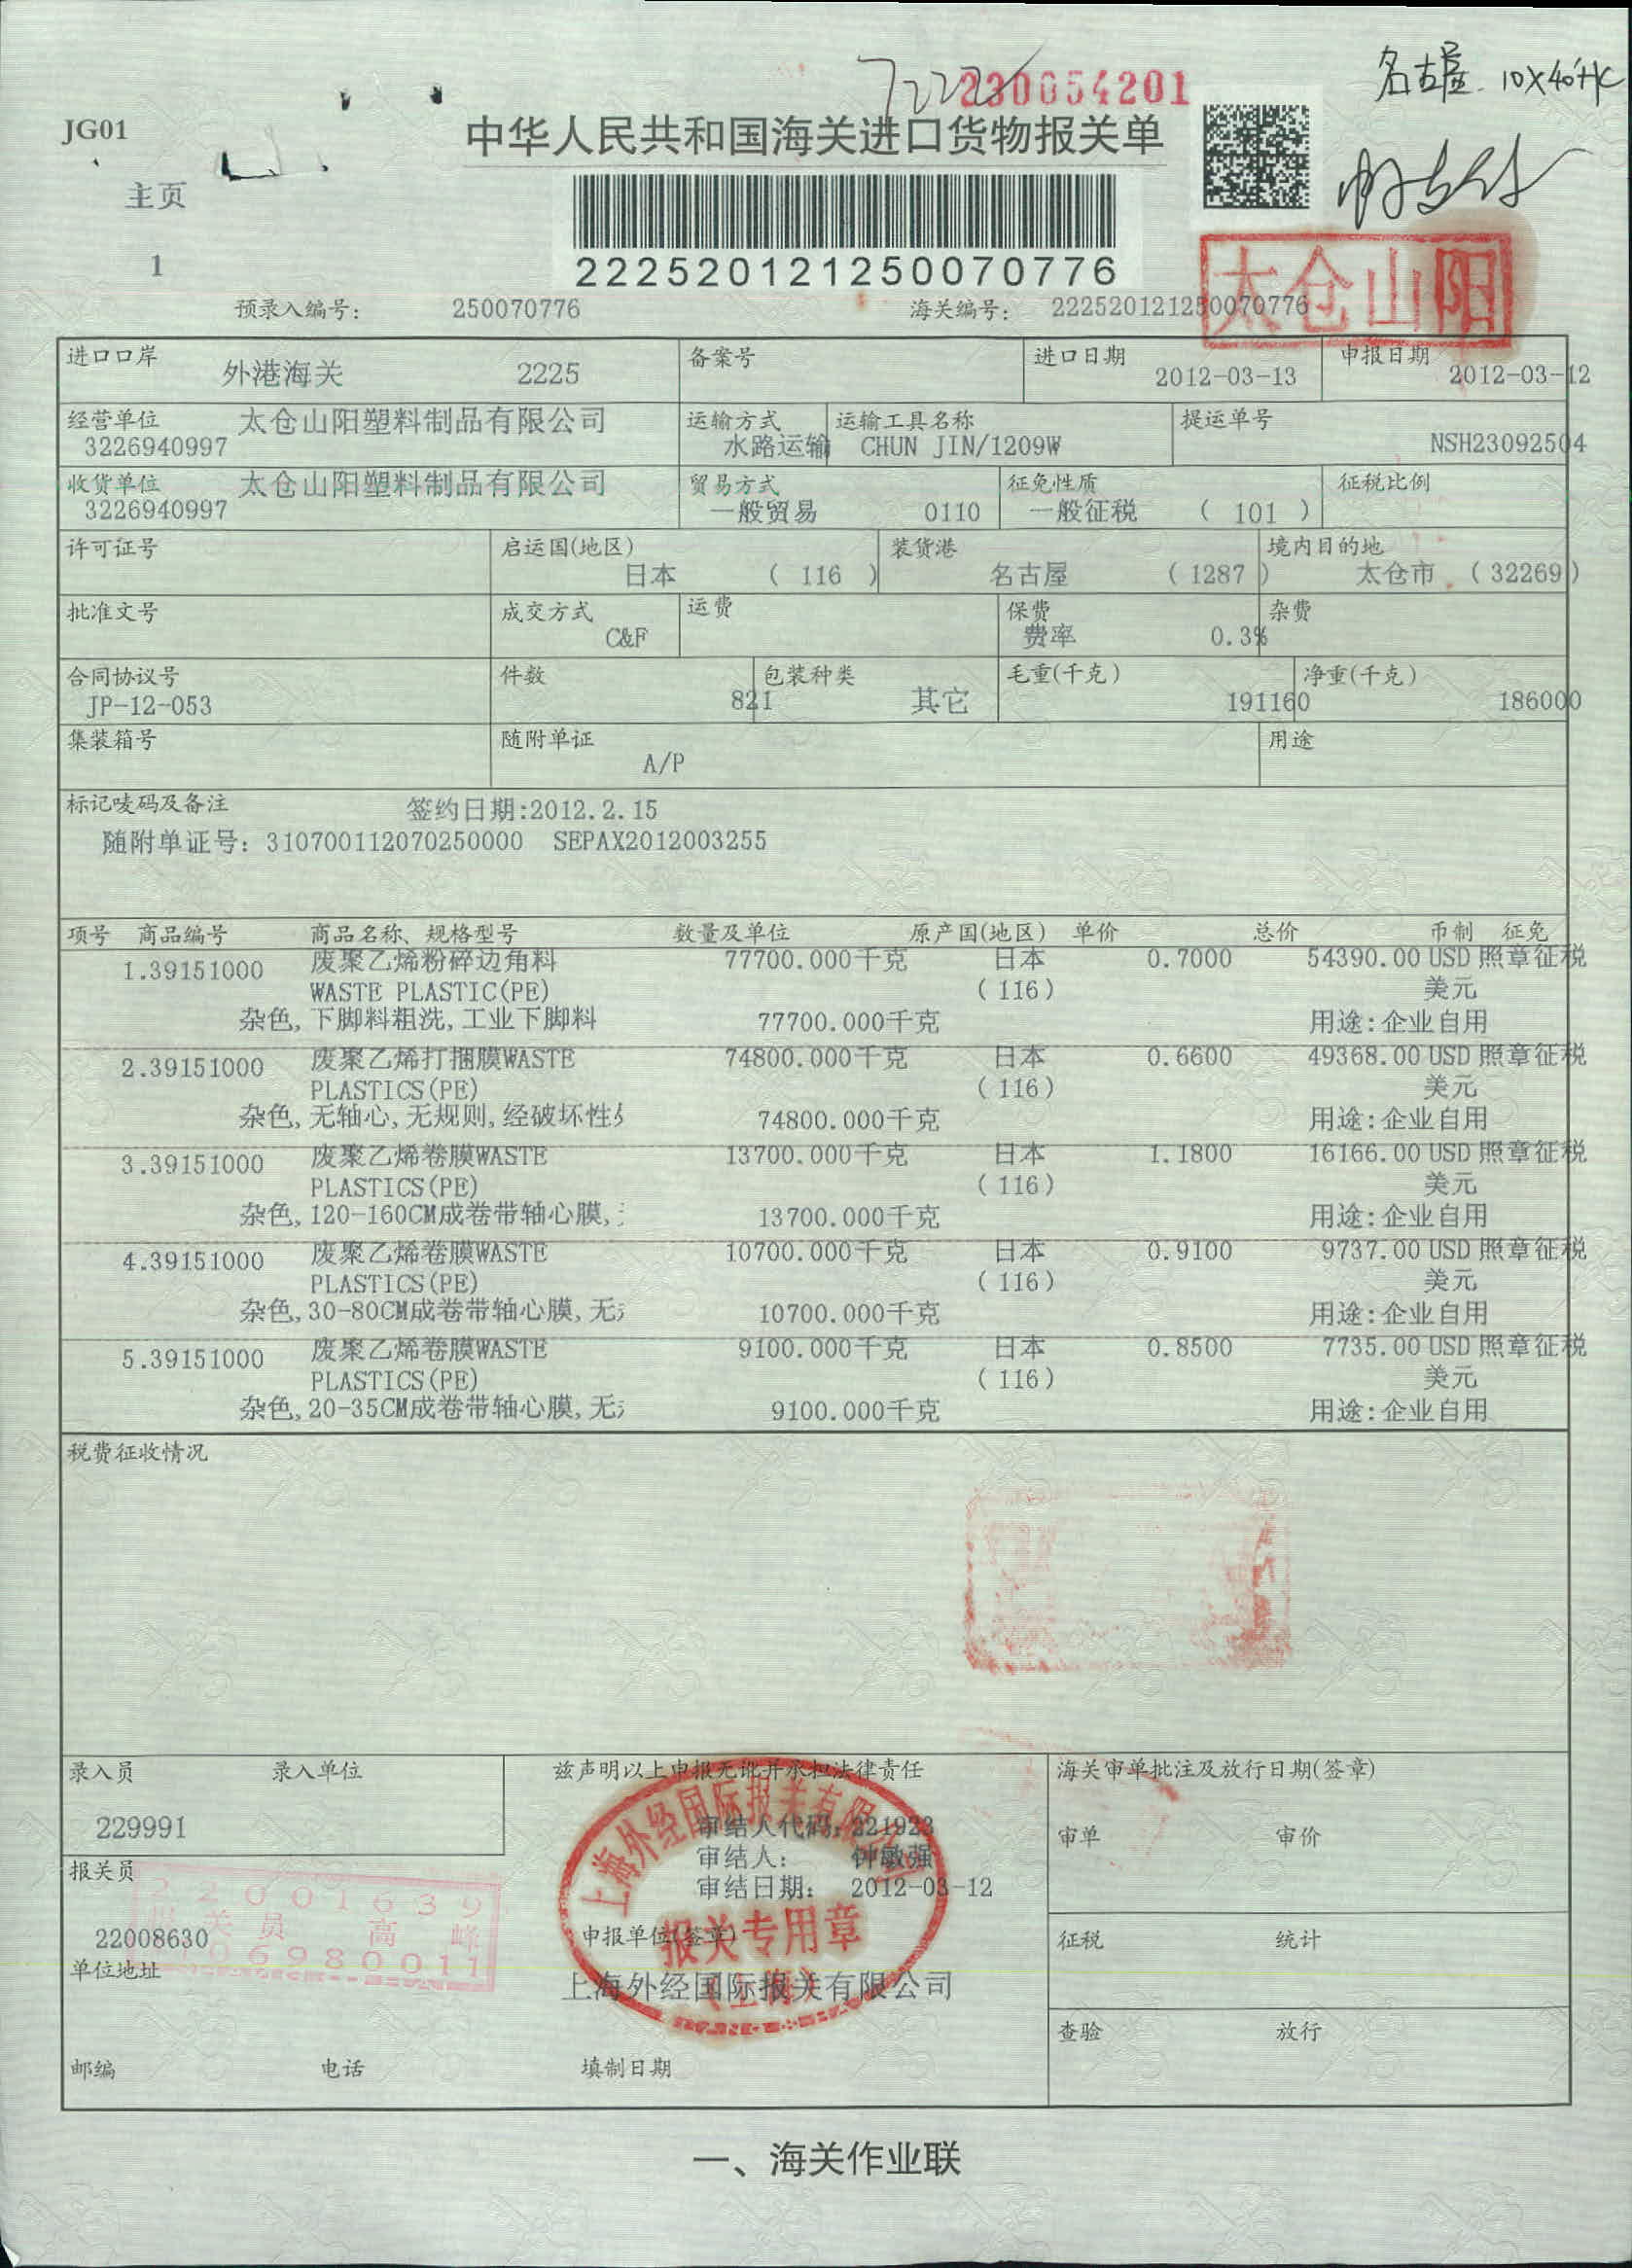 230654201
名古屋 10X40'HC
JG01
中华人民共和国海关进口货物报关单
主页
222520121250070776
1
太仓山阳
预录入编号: 250070776 海关编号: 222520121250070776
进口口岸 备案号 进口日期 申报日期
外港海关 2225 2012-03-13 2012-03-12
经营单位 太仓山阳塑料制品有限公司 运输方式 运输工具名称 提运单号
3226940997 水路运输 CHUN JIN/1209W NSH23092504
收货单位 太仓山阳塑料制品有限公司 贸易方式 征免性质 征税比例
3226940997 一般贸易 0110 一般征税 ( 101 )
许可证号 启运国(地区) 装货港 境内目的地
日本 ( 116 ) 名古屋 (1287 ) 太仓市 (32269)
批准文号 成交方式 运费 保费 杂费
C&F 费率 0.3%
合同协议号 件数 包装种类 毛重(千克) 净重(千克)
JP-12-053 821 其它 191160 186000
集装箱号 随附单证 用途
A/P
标记唛码及备注 签约日期:2012.2.15
随附单证号: 310700112070250000 SEPAX2012003255
项号 商品编号 商品名称、规格型号 数量及单位 原产国(地区) 单价 总价 币制 征免
1.39151000 废聚乙烯粉碎边角料 77700.000千克 日本 0.7000 54390.00 USD 照章征税
WASTE PLASTIC(PE) (116) 美元
杂色,下脚料粗洗,工业下脚料 77700.000千克 用途:企业自用
2.39151000 废聚乙烯打捆膜WASTE 74800.000千克 日本 0.6600 49368.00 USD 照章征税
PLASTICS(PE) (116) 美元
杂色,无轴心,无规则,经破坏性 74800.000千克 用途:企业自用
3.39151000 废聚乙烯卷膜WASTE 13700.000千克 日本 1.1800 16166.00 USD 照章征税
PLASTICS(PE) (116) 美元
杂色,120-160CM成卷带轴心膜, 13700.000千克 用途:企业自用
4.39151000 废聚乙烯卷膜WASTE 10700.000千克 日本 0.9100 9737.00 USD 照章征税
PLASTICS(PE) (116) 美元
杂色,30-80CM成卷带轴心膜,无 10700.000千克 用途:企业自用
5.39151000 废聚乙烯卷膜WASTE 9100.000千克 日本 0.8500 7735.00 USD 照章征税
PLASTICS(PE) (116) 美元
杂色,20-35CM成卷带轴心膜,无 9100.000千克 用途:企业自用
税费征收情况
录入员 录入单位 兹声明以上申报无讹并承担法律责任 海关审单批注及放行日期(签章)
229991 审结人代码: 221923 审单 审价
审结人: 钟敏强
报关员 审结日期: 2012-03-12
22001639
报关员 高峰
06980011
上海外经国际报关有限
报关专用章
22008630 申报单位(签章) 征税 统计
单位地址 上海外经国际报关有限公司
查验 放行
邮编 电话 填制日期
一、海关作业联